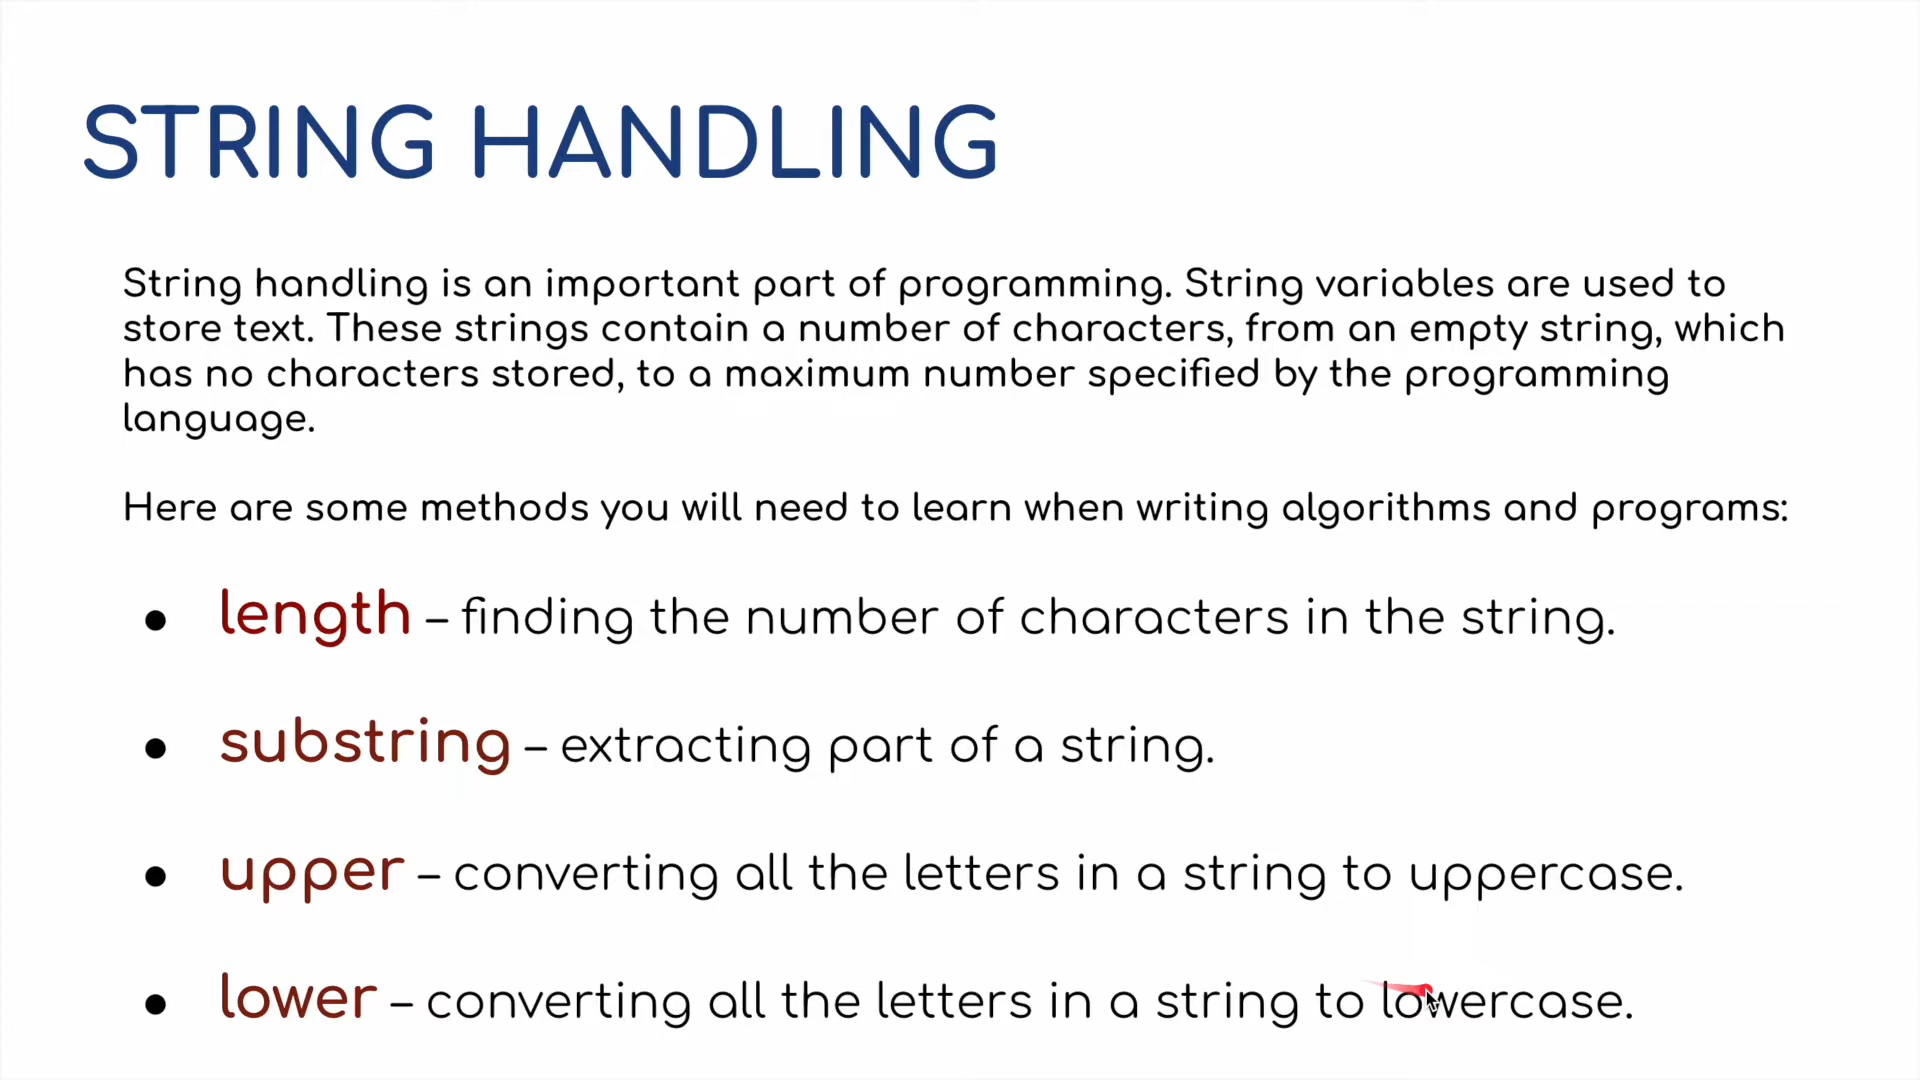 STRING HANDLING
String handling is an important part of programming. String variables are used to
store text. These strings contain a number of characters, from an empty string, which
has no characters stored, to a maximum number specified by the programming
language.
Here are some methods you will need to learn when writing algorithms and programs:
● length – finding the number of characters in the string.
● substring – extracting part of a string.
● upper – converting all the letters in a string to uppercase.
● lower – converting all the letters in a string to lowercase.